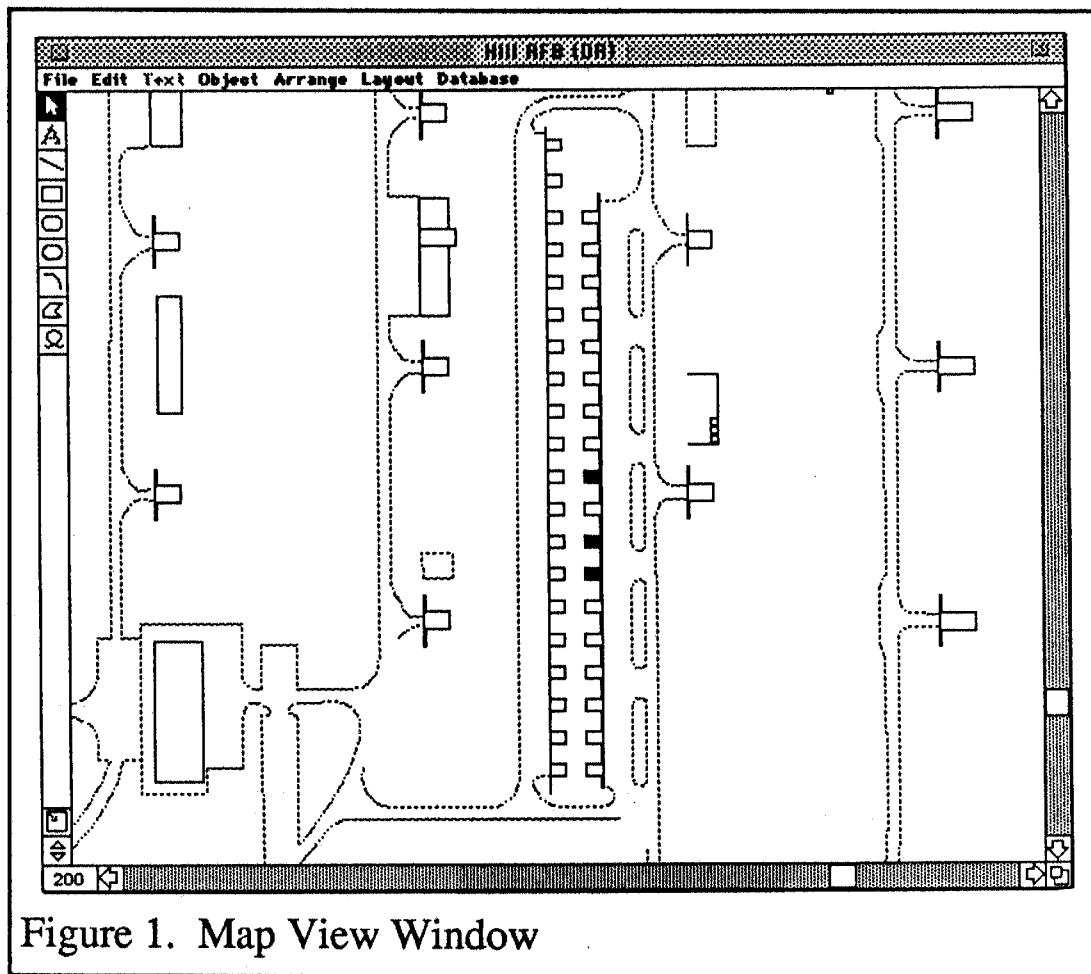 Hill AFB (OA)
File Edit Text Object Arrange Layout Database
200
Figure 1. Map View Window